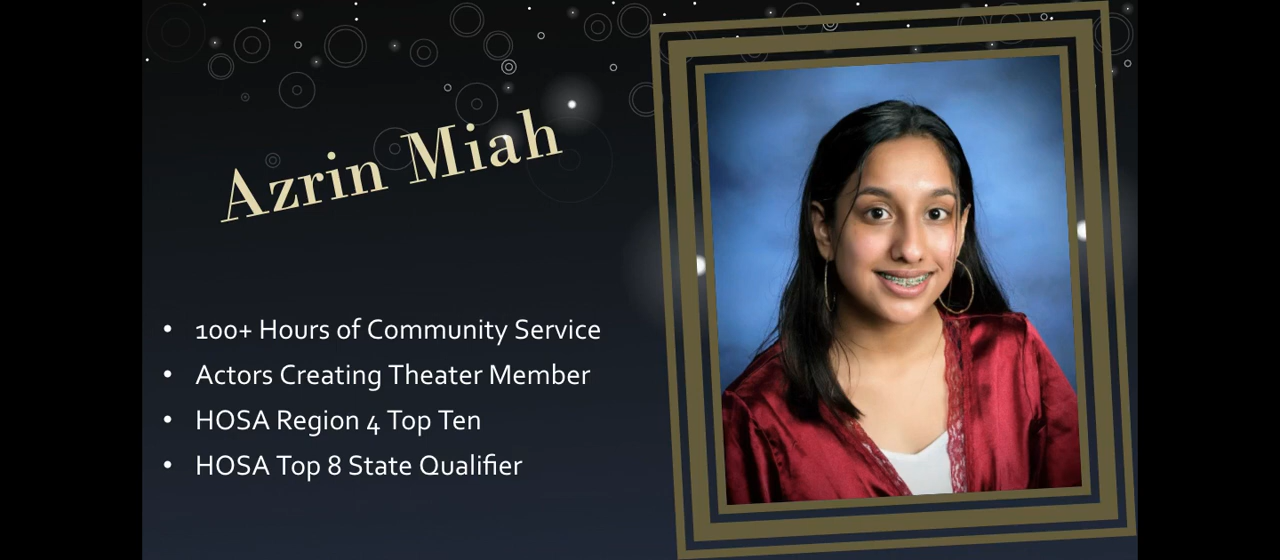 Azrin Miah
• 100+ Hours of Community Service
• Actors Creating Theater Member
• HOSA Region 4 Top Ten
• HOSA Top 8 State Qualifier